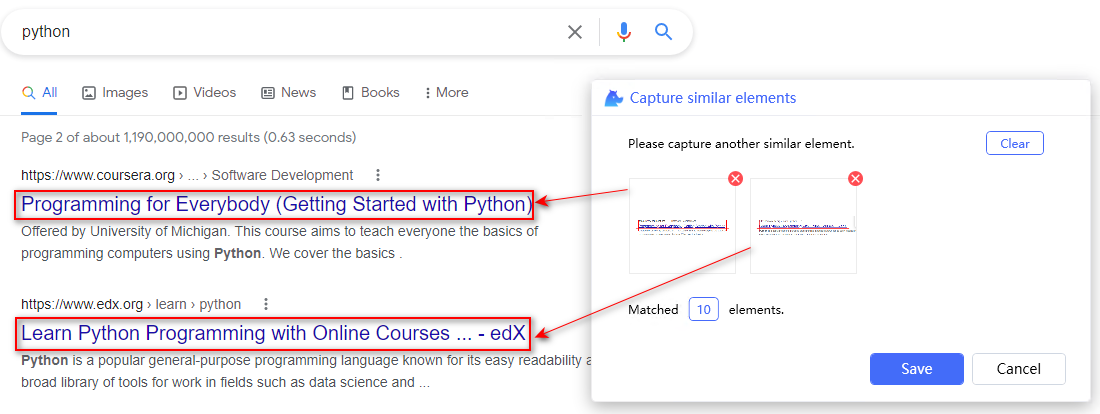 python
All Images Videos News Books More
Page 2 of about 1,190,000,000 results (0.63 seconds)
https://www.coursera.org › ... › Software Development
Programming for Everybody (Getting Started with Python)
Offered by University of Michigan. This course aims to teach everyone the basics of
programming computers using Python. We cover the basics .
https://www.edx.org › learn › python
Learn Python Programming with Online Courses ... - edX
Python is a popular general-purpose programming language known for its easy readability a
broad library of tools for work in fields such as data science and ...
Capture similar elements
Please capture another similar element.
Clear
Matched 10 elements.
Save Cancel